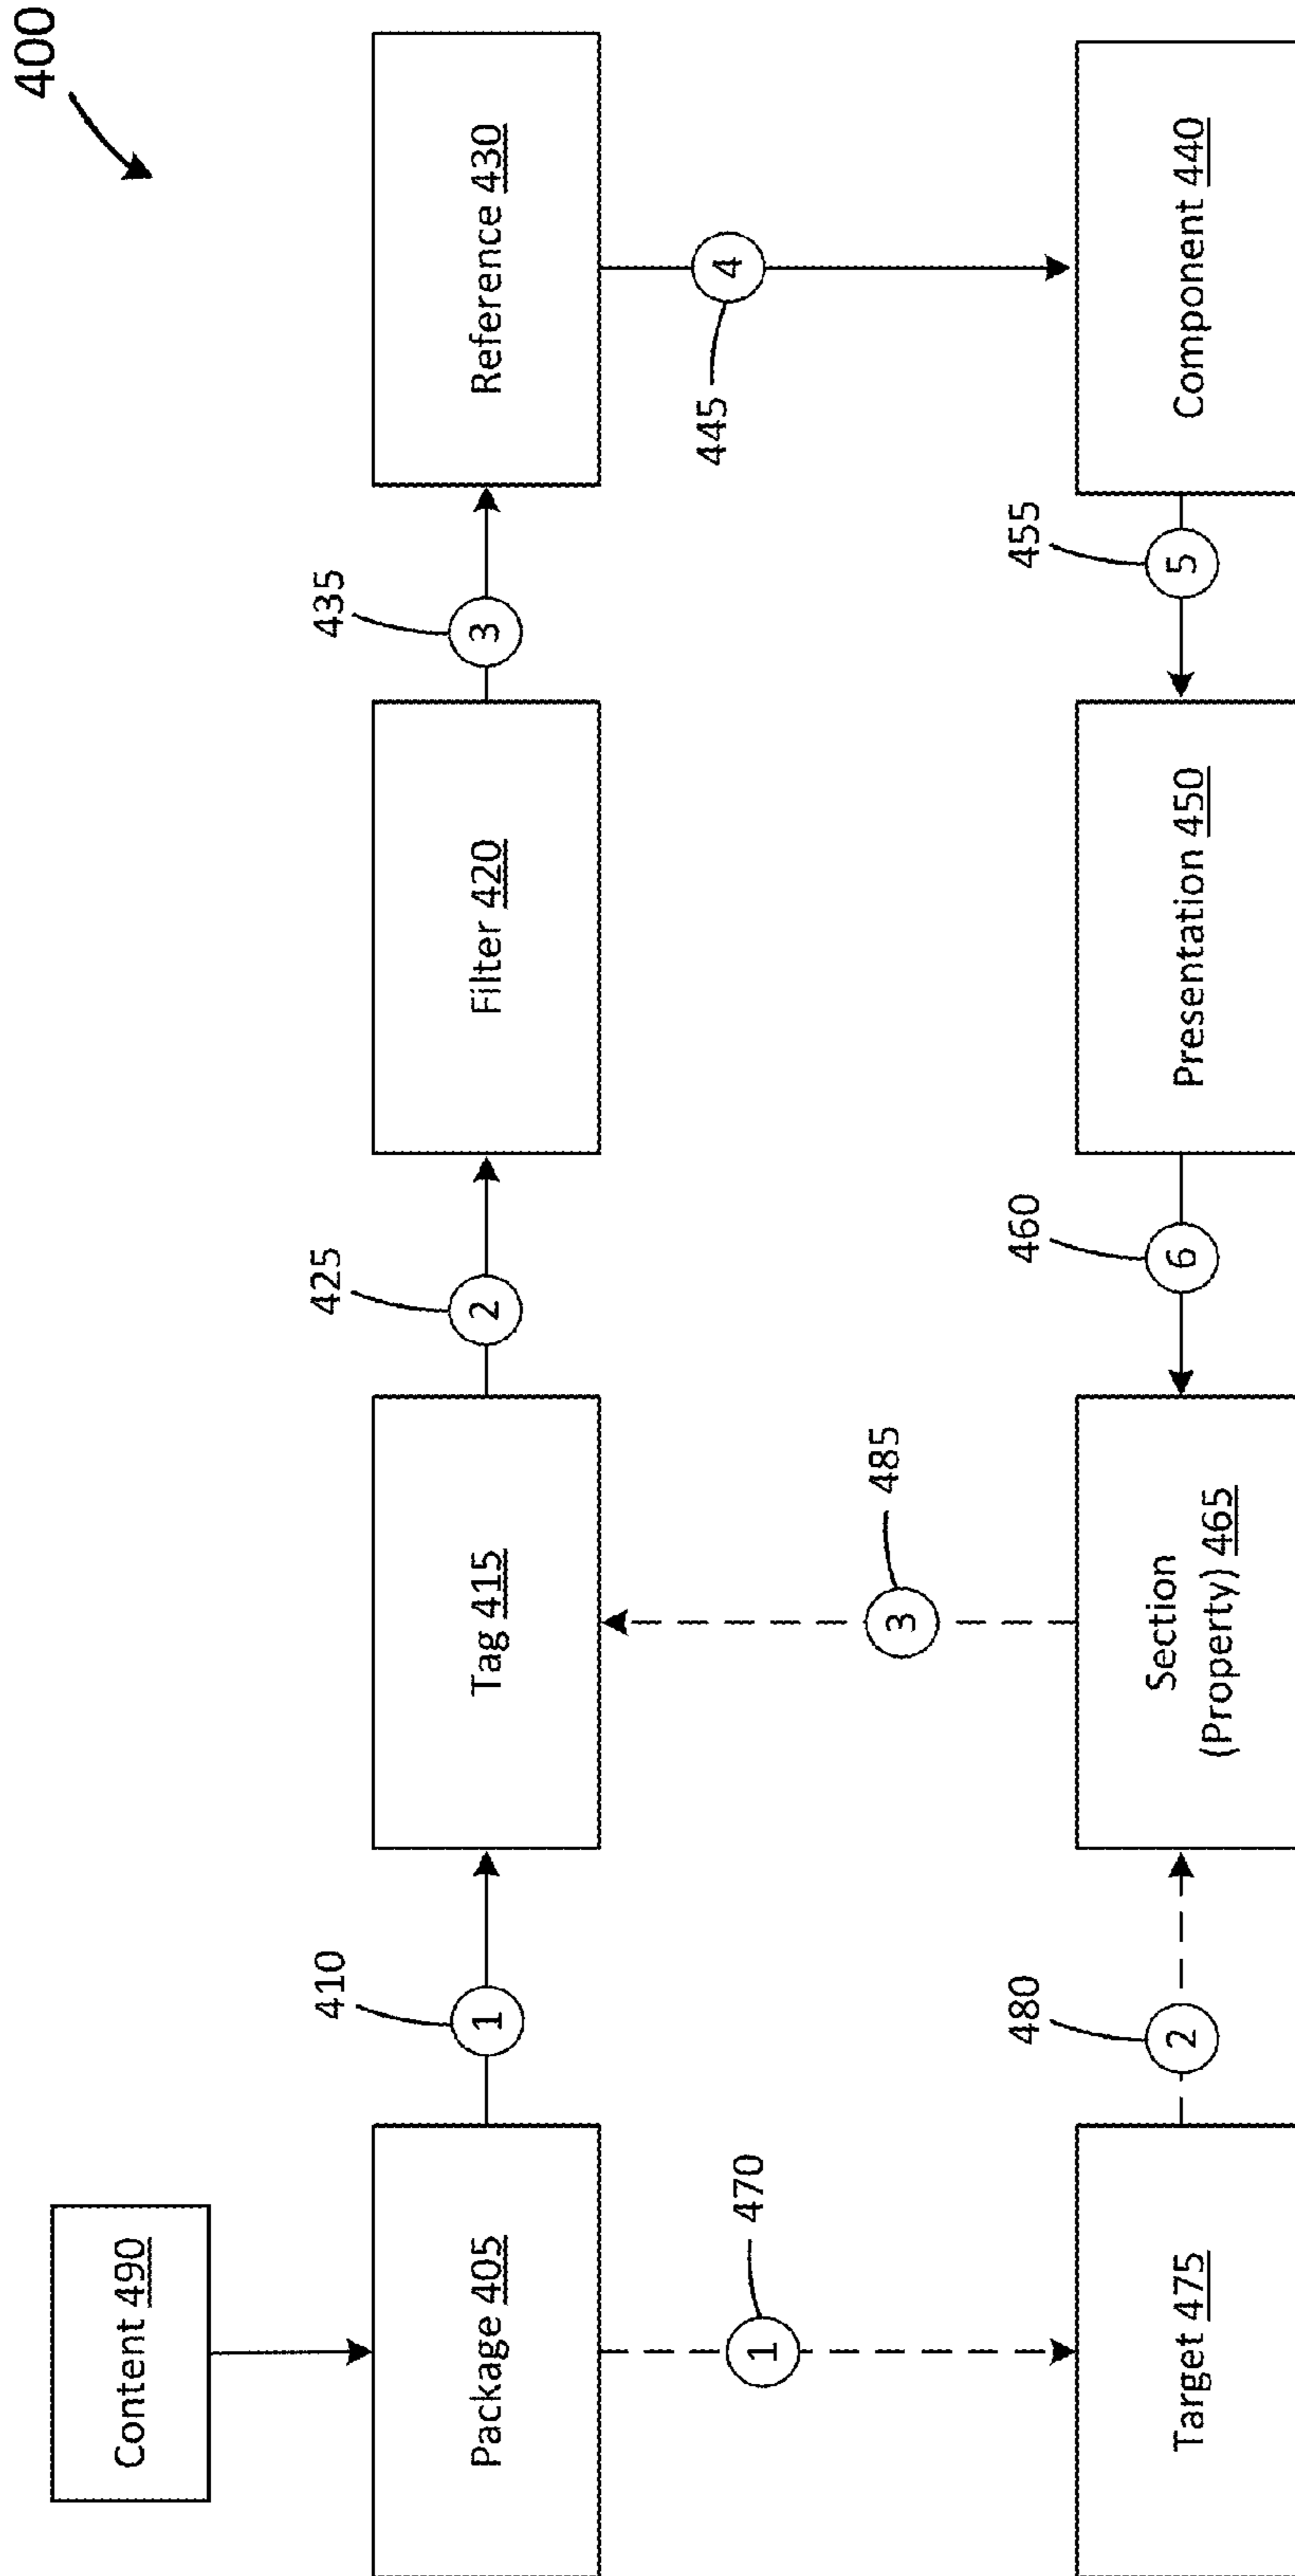 400
Content 490
Package 405
1
410
Tag 415
2
425
Filter 420
3
435
Reference 430
1
470
3
485
4
445
Target 475
2
480
Section
(Property) 465
6
460
Presentation 450
5
455
Component 440